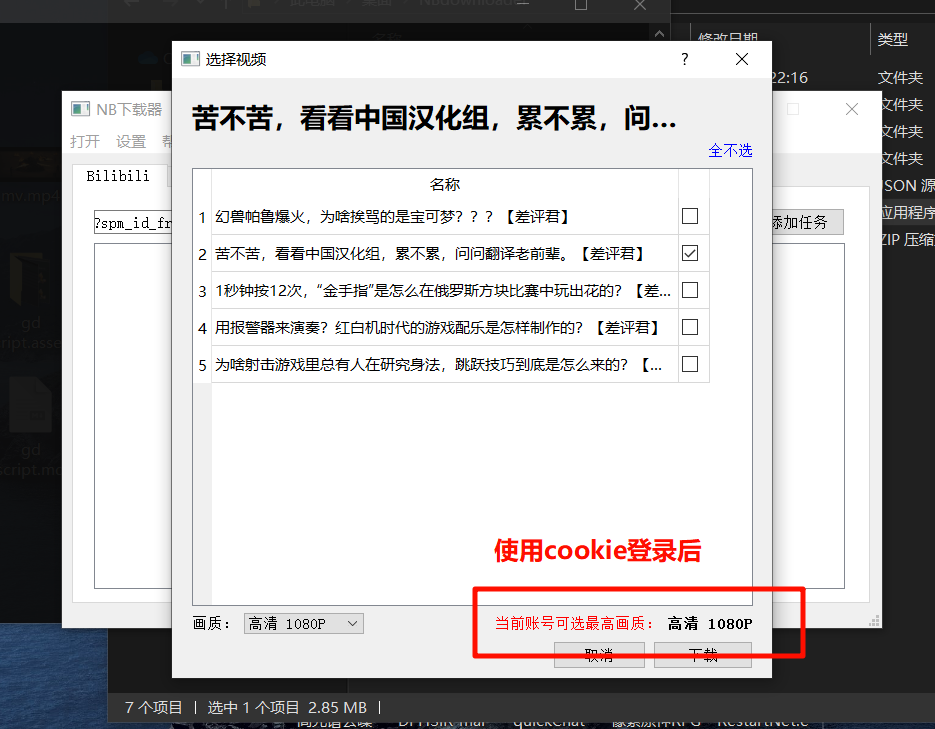 修改日期
类型
选择视频
?
22:16
文件夹
文件夹
文件夹
文件夹
JSON 源
应用程序
ZIP 压缩
NB下载器
打开 设置 帮
Bilibili
?spm_id_fr
添加任务
苦不苦，看看中国汉化组，累不累，问...
全不选
名称
1 幻兽帕鲁爆火，为啥挨骂的是宝可梦？？？【差评君】
2 苦不苦，看看中国汉化组，累不累，问问翻译老前辈。【差评君】
3 1秒钟按12次，“金手指”是怎么在俄罗斯方块比赛中玩出花的？【差...
4 用报警器来演奏？红白机时代的游戏配乐是怎样制作的？【差评君】
5 为啥射击游戏里总有人在研究身法，跳跃技巧到底是怎么来的？【...
mv.mp4
gd
ript.asse
gd
script.mo
使用cookie登录后
画质：
高清 1080P
当前账号可选最高画质： 高清 1080P
取消
下载
7 个项目
选中 1 个项目 2.85 MB
quickChat
RestartNet.e